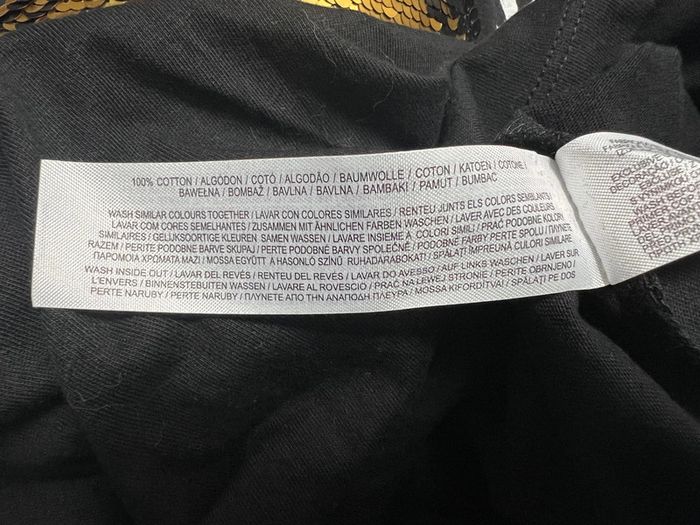 100% COTTON / ALGODÓN / COTÓ / ALGODÃO / BAUMWOLLE / COTON / KATOEN / COTONE /
BAWEŁNA / BOMBAŽ / BAVLNA / BAVLNA / BAMBAKI / PAMUT / BUMBAC
WASH SIMILAR COLOURS TOGETHER / LAVAR CON COLORES SIMILARES / RENTEU JUNTS ELS COLORS SEMBLANTS /
LAVAR COM CORES SEMELHANTES / ZUSAMMEN MIT ÄHNLICHEN FARBEN WASCHEN / LAVER AVEC DES COULEURS
SIMILAIRES / GELIJKSOORTIGE KLEUREN SAMEN WASSEN / LAVARE INSIEME A COLORI SIMILI / PRAĆ PODOBNE KOLORY
RAZEM / PERITE PODOBNE BARVE SKUPAJ / PERTE PODOBNÉ BARVY SPOLEČNĚ / PODOBNÉ FARBY PERTE SPOLU / ΠΛΥΝΕΤΕ
ΠΑΡΟΜΟΙΑ ΧΡΩΜΑΤΑ ΜΑΖΙ / MOSSA EGYÜTT A HASONLÓ SZÍNŰ RUHADARABOKAT! / SPĂLAȚI ÎMPREUNĂ CULORI SIMILARE
WASH INSIDE OUT / LAVAR DEL REVÉS / RENTEU DEL REVÉS / LAVAR DO AVESSO / AUF LINKS WASCHEN / LAVER SUR
L'ENVERS / BINNENSTEBUITEN WASSEN / LAVARE AL ROVESCIO / PRAĆ NA LEWEJ STRONIE / PERITE OBRNJENO /
PERTE NARUBY / PERTE NARUBY / ΠΛΥΝΕΤΕ ΑΠΟ ΤΗΝ ΑΝΑΠΟΔΗ ΠΛΕΥΡΑ / MOSSA KIFORDÍTVA! / SPĂLAȚI PE DOS
EXCLUSIVE